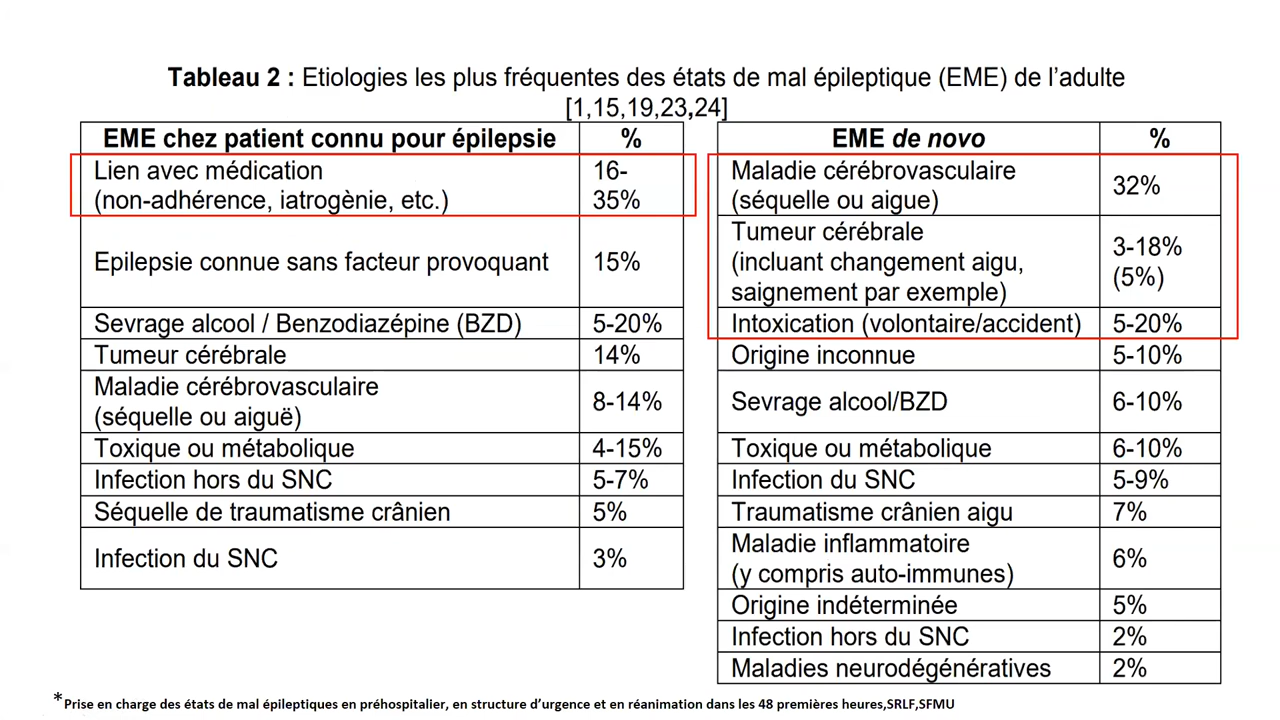 Tableau 2 : Etiologies les plus fréquentes des états de mal épileptique (EME) de l’adulte
[1,15,19,23,24]
EME chez patient connu pour épilepsie %
Lien avec médication 16-
(non-adhérence, iatrogènie, etc.) 35%
Epilepsie connue sans facteur provoquant 15%
Sevrage alcool / Benzodiazépine (BZD) 5-20%
Tumeur cérébrale 14%
Maladie cérébrovasculaire
(séquelle ou aiguë) 8-14%
Toxique ou métabolique 4-15%
Infection hors du SNC 5-7%
Séquelle de traumatisme crânien 5%
Infection du SNC 3%
EME de novo %
Maladie cérébrovasculaire
(séquelle ou aigue) 32%
Tumeur cérébrale 3-18%
(incluant changement aigu, (5%)
saignement par exemple)
Intoxication (volontaire/accident) 5-20%
Origine inconnue 5-10%
Sevrage alcool/BZD 6-10%
Toxique ou métabolique 6-10%
Infection du SNC 5-9%
Traumatisme crânien aigu 7%
Maladie inflammatoire
(y compris auto-immunes) 6%
Origine indéterminée 5%
Infection hors du SNC 2%
Maladies neurodégénératives 2%
*Prise en charge des états de mal épileptiques en préhospitalier, en structure d’urgence et en réanimation dans les 48 premières heures,SRLF,SFMU